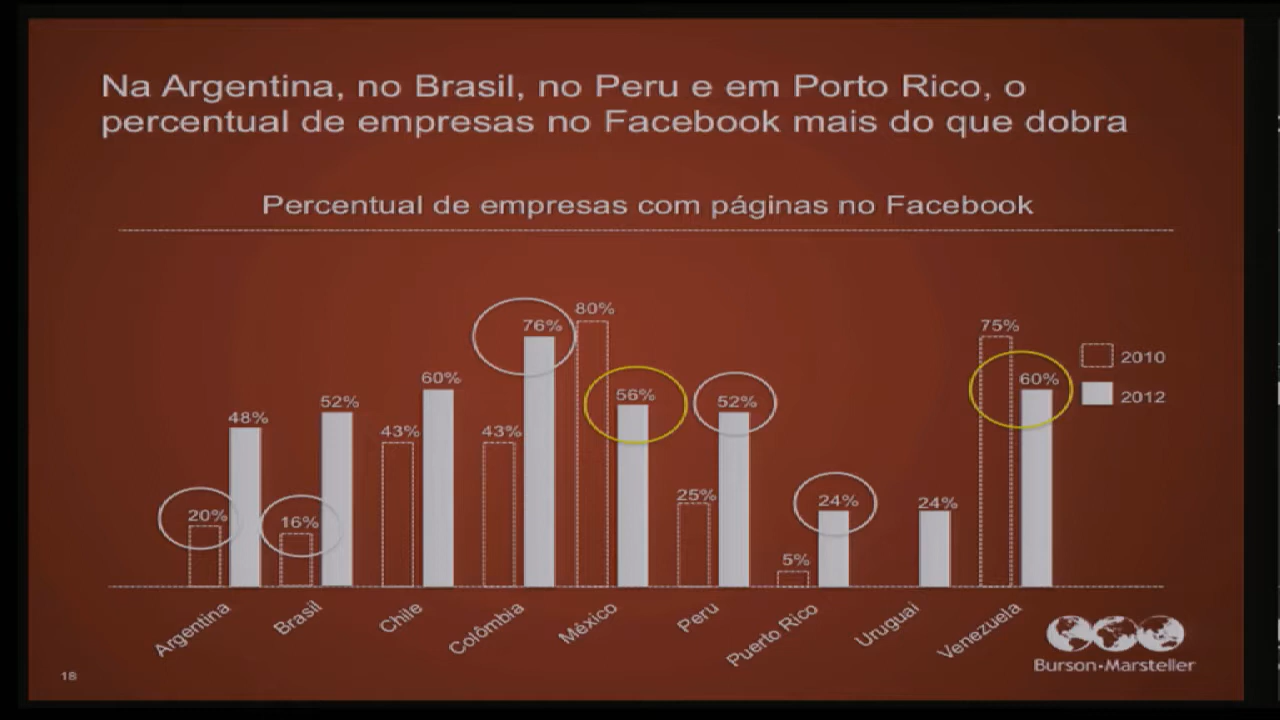 Na Argentina, no Brasil, no Peru e em Porto Rico, o
percentual de empresas no Facebook mais do que dobra
Percentual de empresas com páginas no Facebook
20%
48%
16%
52%
43%
60%
43%
76%
80%
56%
25%
52%
5%
24%
24%
75%
60%
2010
2012
Argentina
Brasil
Chile
Colômbia
México
Peru
Puerto Rico
Uruguai
Venezuela
Burson-Marsteller
18